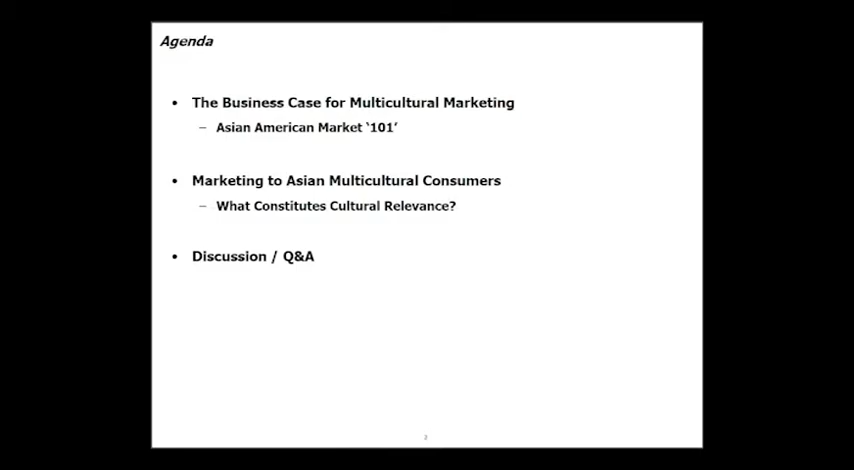 Agenda
• The Business Case for Multicultural Marketing
– Asian American Market ‘101’
• Marketing to Asian Multicultural Consumers
– What Constitutes Cultural Relevance?
• Discussion / Q&A